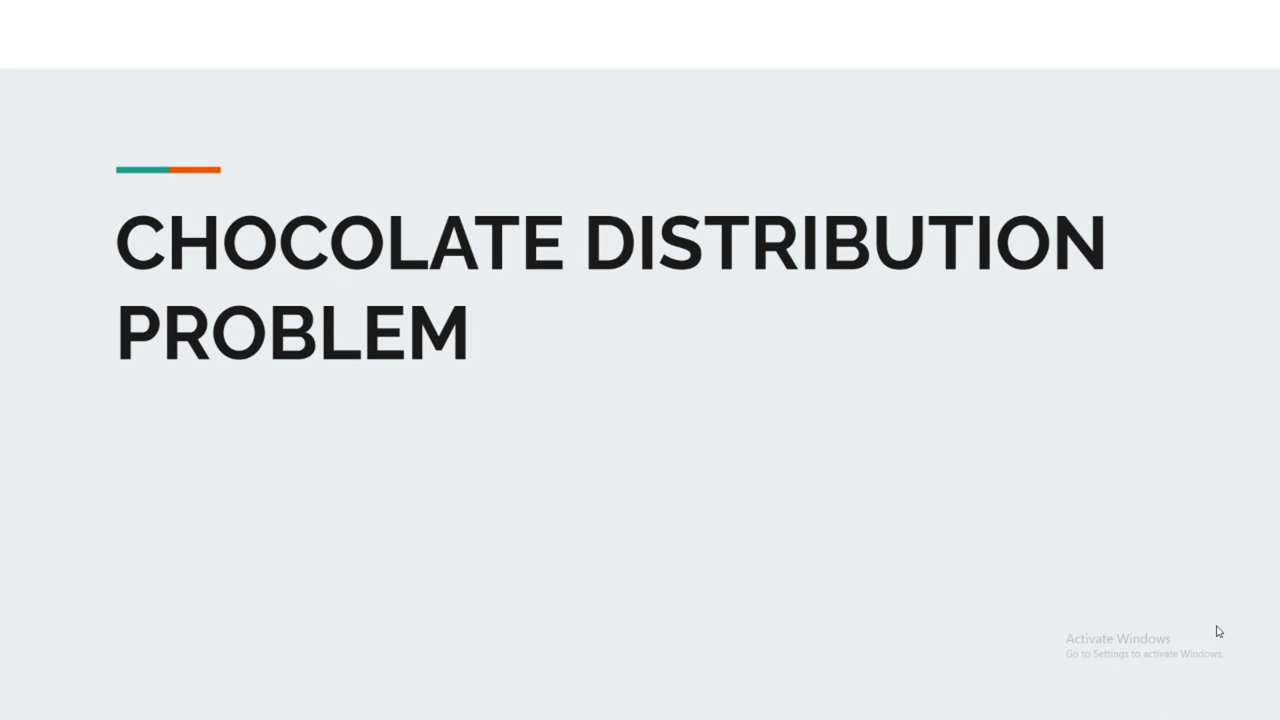 CHOCOLATE DISTRIBUTION
PROBLEM
Activate Windows
Go to Settings to activate Windows.